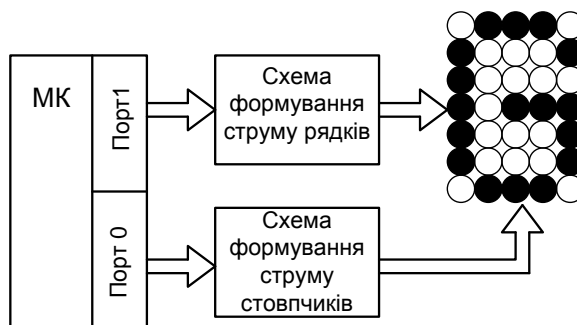 МК
Порт1
Порт 0
Схема
формування
струму рядків
Схема
формування
струму
стовпчиків